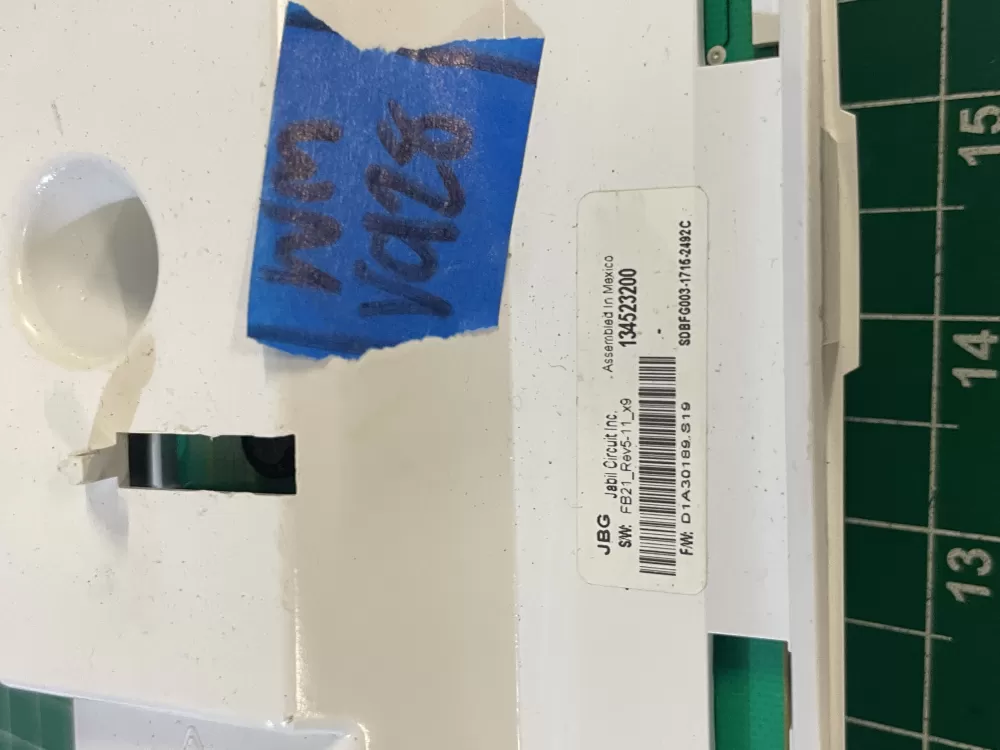 WM
V928
JBG Jabil Circuit Inc. Assembled In Mexico
S/W: FB21_Rev5-11_x9 134523200
-
F/W: D1A30189.S19 SDBFG003-1716-2492C
15
14
13